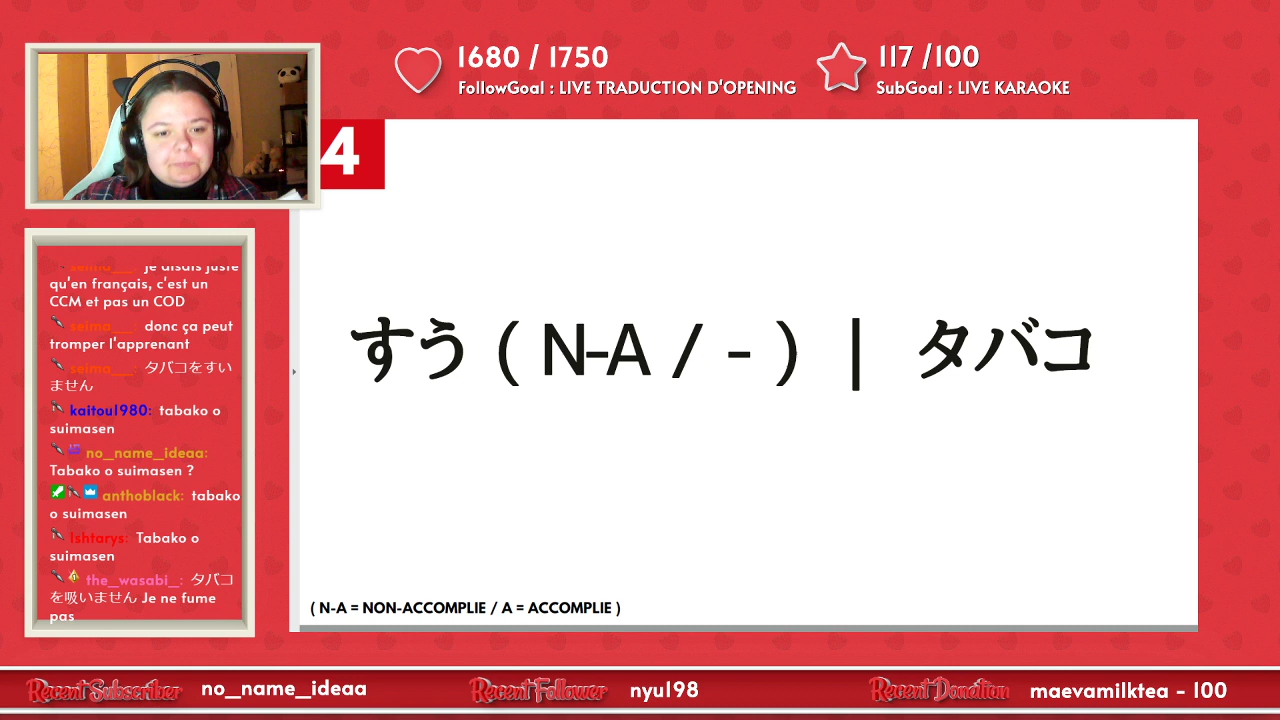 1680 / 1750
FollowGoal : LIVE TRADUCTION D'OPENING
117 /100
SubGoal : LIVE KARAOKE
4
すう ( N-A / - ) | タバコ
( N-A = NON-ACCOMPLIE / A = ACCOMPLIE )
seima___: je disais juste
qu'en français, c'est un
CCM et pas un COD
seima___: donc ça peut
tromper l'apprenant
seima___: タバコをすい
ません
kaitou1980: tabako o
suimasen
no_name_ideaa:
Tabako o suimasen ?
anthoblack: tabako
o suimasen
Ishtarys: Tabako o
suimasen
the_wasabi_: タバコ
を吸いません Je ne fume
pas
Recent Subscriber no_name_ideaa
Recent Follower nyu198
Recent Donation maevamilktea - 100